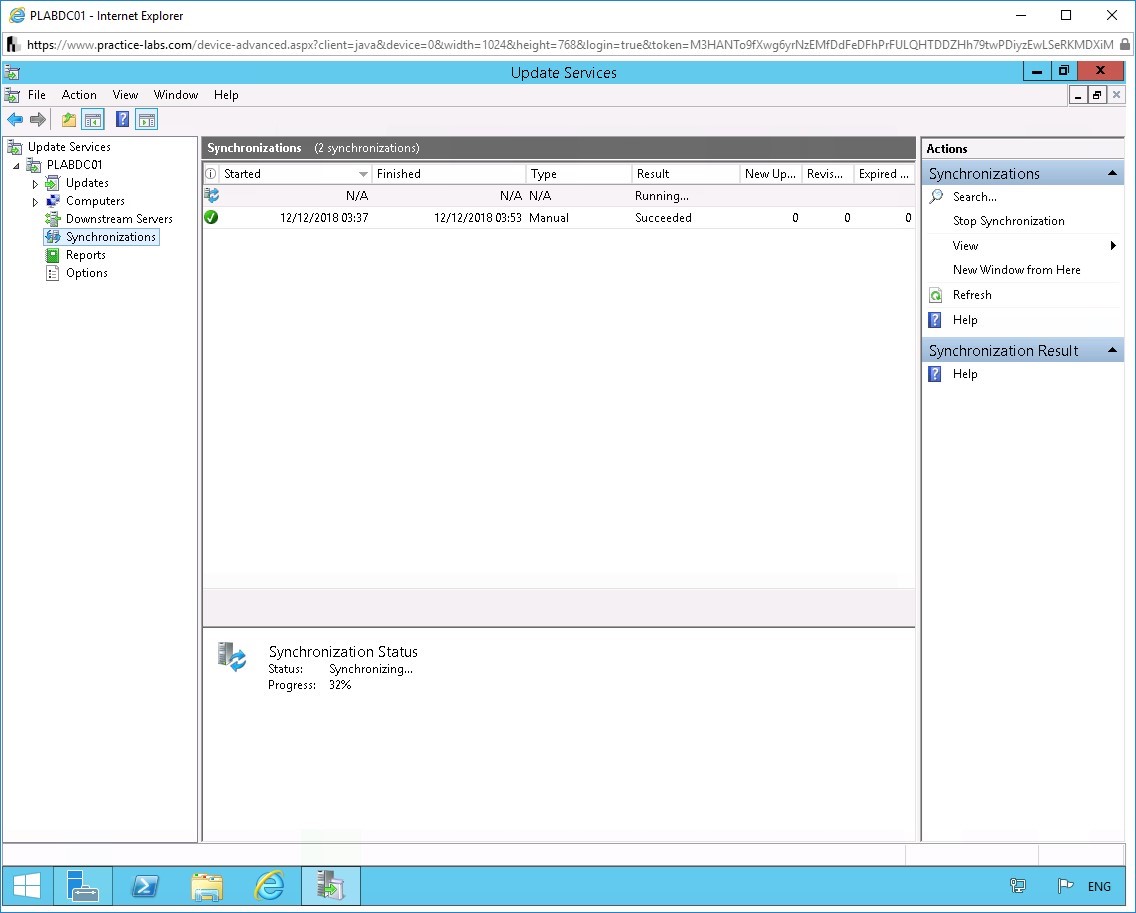 PLABDC01 - Internet Explorer
https://www.practice-labs.com/device-advanced.aspx?client=java&device=0&width=1024&height=768&login=true&token=M3HANTo9fXwg6yrNzEMfDdFeDFhPrFULQHTDDZHh79twPDiyzEwLSeRKMDXiM
Update Services
File Action View Window Help
Update Services
PLABDC01
Updates
Computers
Downstream Servers
Synchronizations
Reports
Options
Synchronizations (2 synchronizations)
Started Finished Type Result New Up... Revis... Expired ...
N/A N/A N/A Running...
12/12/2018 03:37 12/12/2018 03:53 Manual Succeeded 0 0 0
Synchronization Status
Status: Synchronizing...
Progress: 32%
Actions
Synchronizations
Search...
Stop Synchronization
View
New Window from Here
Refresh
Help
Synchronization Result
Help
ENG